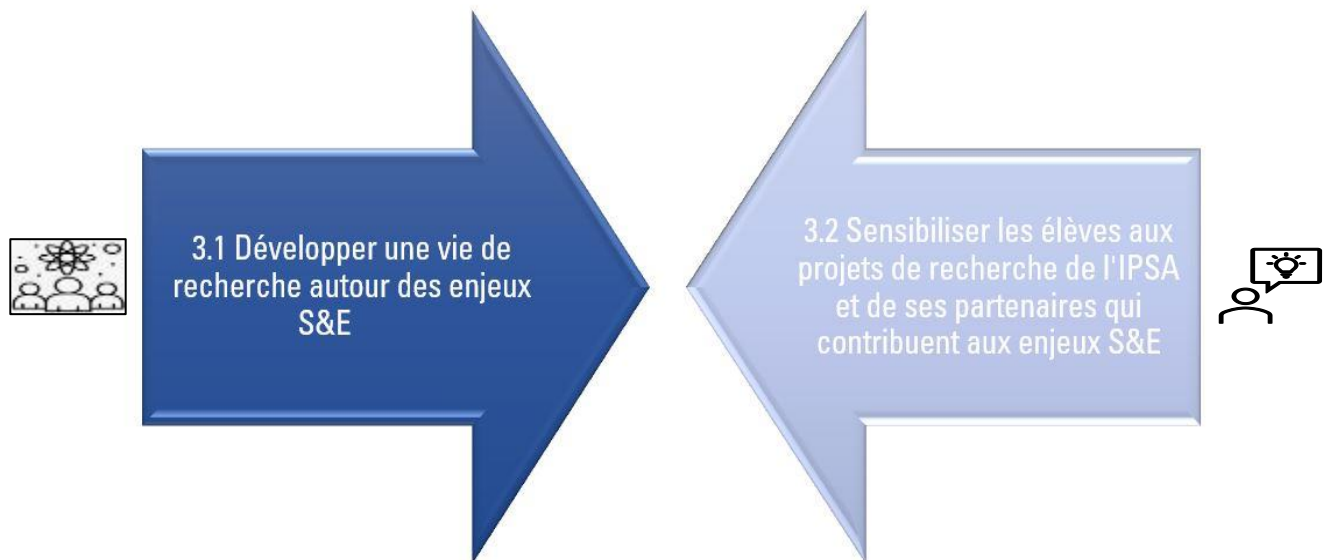 3.1 Développer une vie de
recherche autour des enjeux
S&E
3.2 Sensibiliser les élèves aux
projets de recherche de l'IPSA
et de ses partenaires qui
contribuent aux enjeux S&E